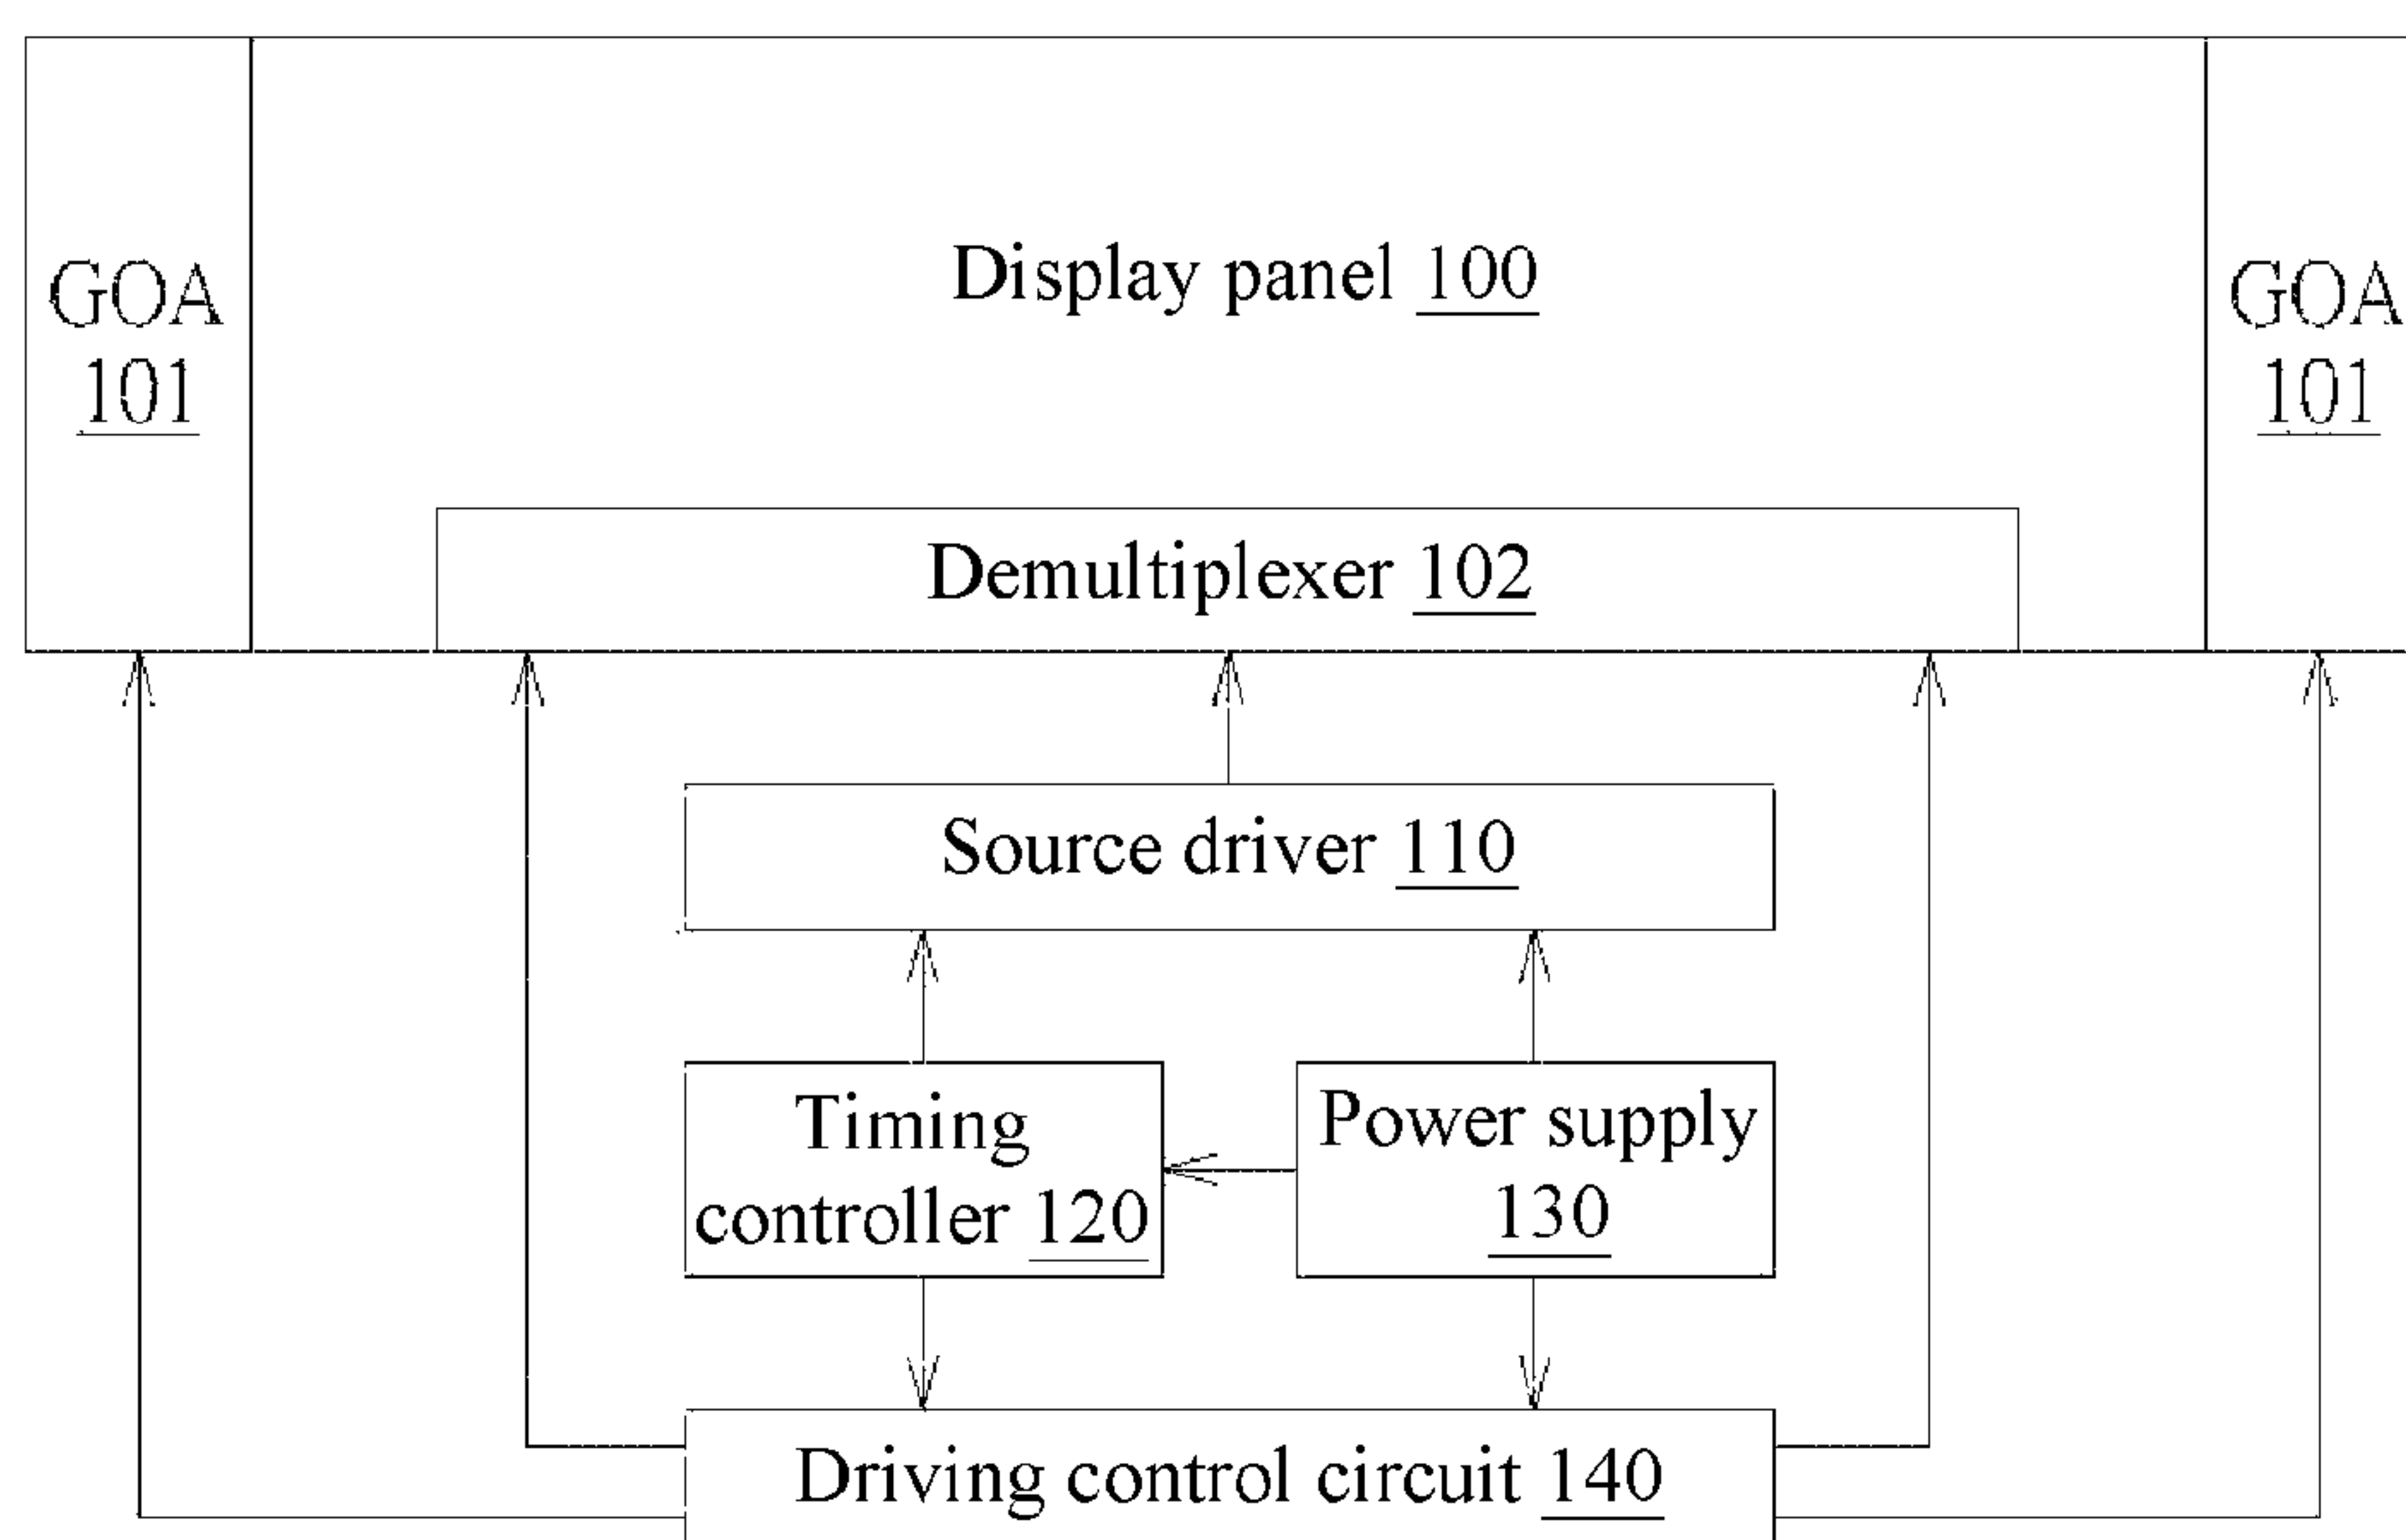 Display panel 100
GOA
101
GOA
101
Demultiplexer 102
Source driver 110
Timing
controller 120
Power supply
130
Driving control circuit 140